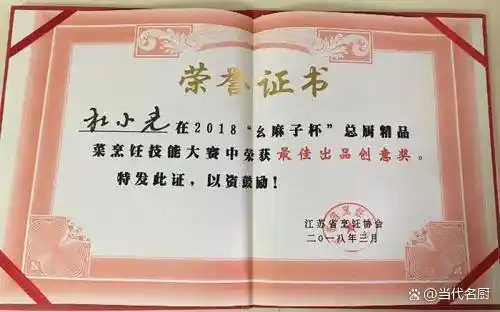 荣誉证书
杜小光在2018“幺麻子杯”总厨精品
菜烹饪技能大赛中荣获最佳出品创意奖。
特发此证，以资鼓励！
江苏省烹饪协会
二〇一八年三月
@当代名厨